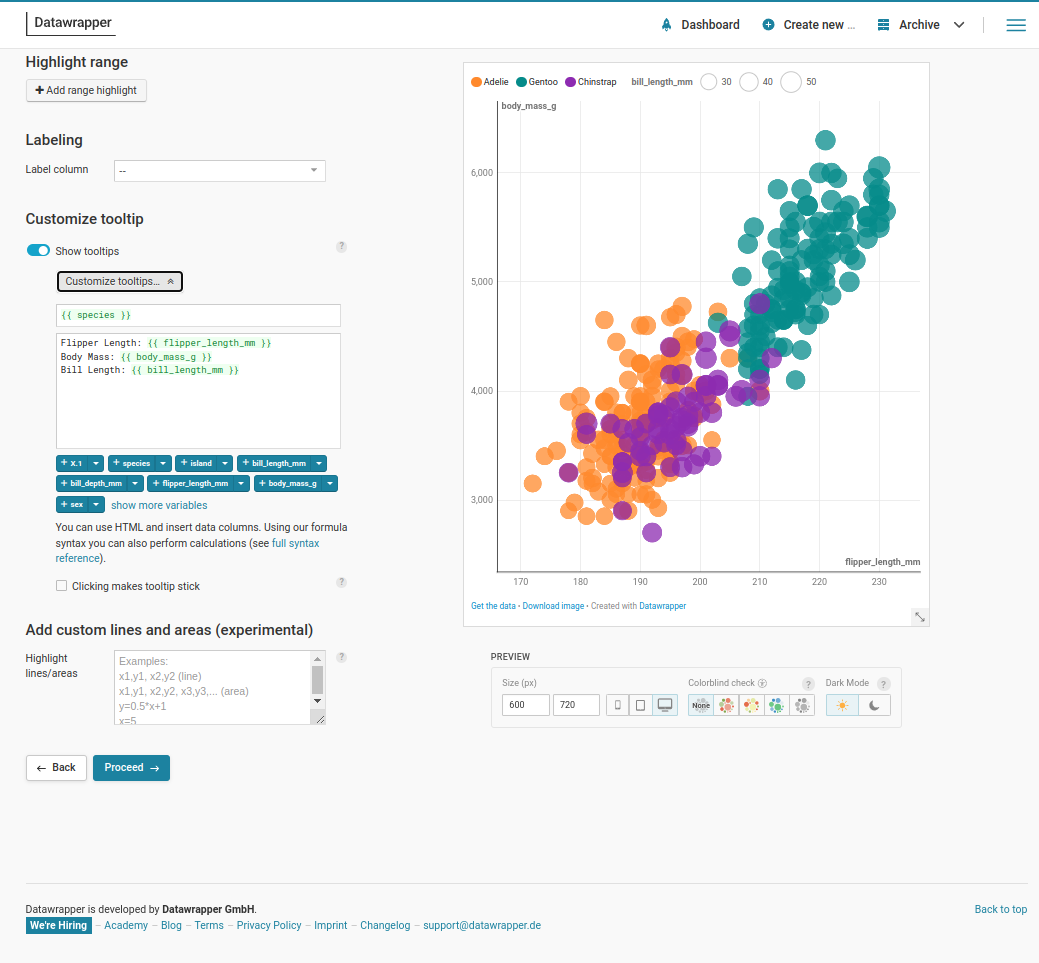 Datawrapper
Dashboard
Create new ...
Archive
Highlight range
+ Add range highlight
Labeling
Label column
--
Customize tooltip
Show tooltips
?
Customize tooltips...
{{ species }}
Flipper Length: {{ flipper_length_mm }}
Body Mass: {{ body_mass_g }}
Bill Length: {{ bill_length_mm }}
+ X.1
+ species
+ island
+ bill_length_mm
+ bill_depth_mm
+ flipper_length_mm
+ body_mass_g
+ sex
show more variables
You can use HTML and insert data columns. Using our formula
syntax you can also perform calculations (see full syntax
reference).
Clicking makes tooltip stick
?
Add custom lines and areas (experimental)
Highlight
lines/areas
Examples:
x1,y1, x2,y2 (line)
x1,y1, x2,y2, x3,y3,... (area)
y=0.5*x+1
x=5
?
← Back
Proceed →
Adelie Gentoo Chinstrap bill_length_mm 30 40 50
body_mass_g
6,000
5,000
4,000
3,000
flipper_length_mm
170 180 190 200 210 220 230
Get the data • Download image • Created with Datawrapper
PREVIEW
Size (px)
600
720
Colorblind check
?
None
Dark Mode
?
Datawrapper is developed by Datawrapper GmbH.
We're Hiring – Academy – Blog – Terms – Privacy Policy – Imprint – Changelog – support@datawrapper.de
Back to top